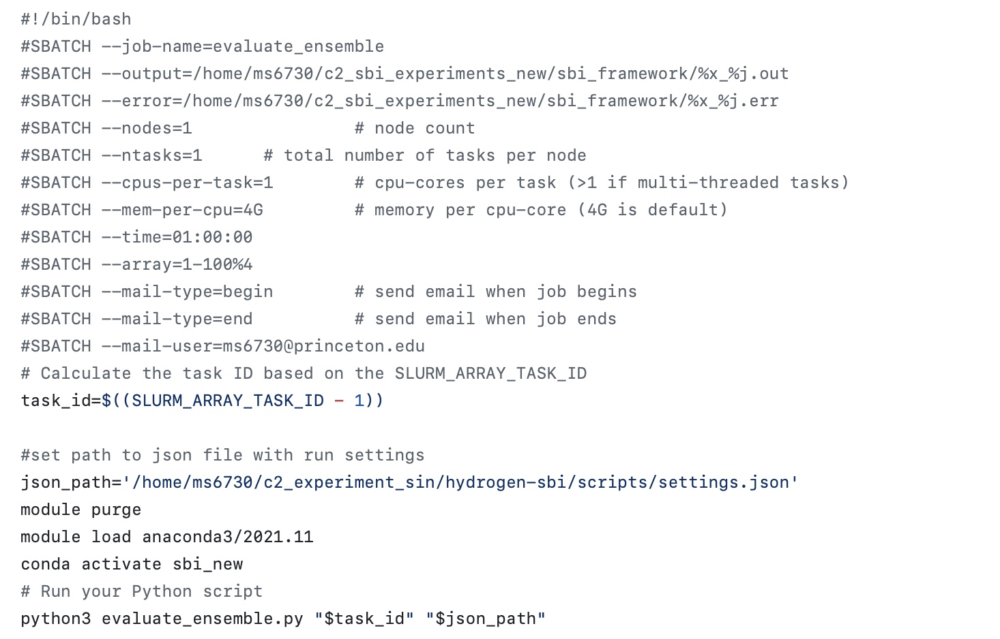 #!/bin/bash
#SBATCH --job-name=evaluate_ensemble
#SBATCH --output=/home/ms6730/c2_sbi_experiments_new/sbi_framework/%x_%j.out
#SBATCH --error=/home/ms6730/c2_sbi_experiments_new/sbi_framework/%x_%j.err
#SBATCH --nodes=1                # node count
#SBATCH --ntasks=1      # total number of tasks per node
#SBATCH --cpus-per-task=1        # cpu-cores per task (>1 if multi-threaded tasks)
#SBATCH --mem-per-cpu=4G         # memory per cpu-core (4G is default)
#SBATCH --time=01:00:00
#SBATCH --array=1-100%4
#SBATCH --mail-type=begin        # send email when job begins
#SBATCH --mail-type=end          # send email when job ends
#SBATCH --mail-user=ms6730@princeton.edu
# Calculate the task ID based on the SLURM_ARRAY_TASK_ID
task_id=$((SLURM_ARRAY_TASK_ID - 1))

#set path to json file with run settings
json_path='/home/ms6730/c2_experiment_sin/hydrogen-sbi/scripts/settings.json'
module purge
module load anaconda3/2021.11
conda activate sbi_new
# Run your Python script
python3 evaluate_ensemble.py "$task_id" "$json_path"